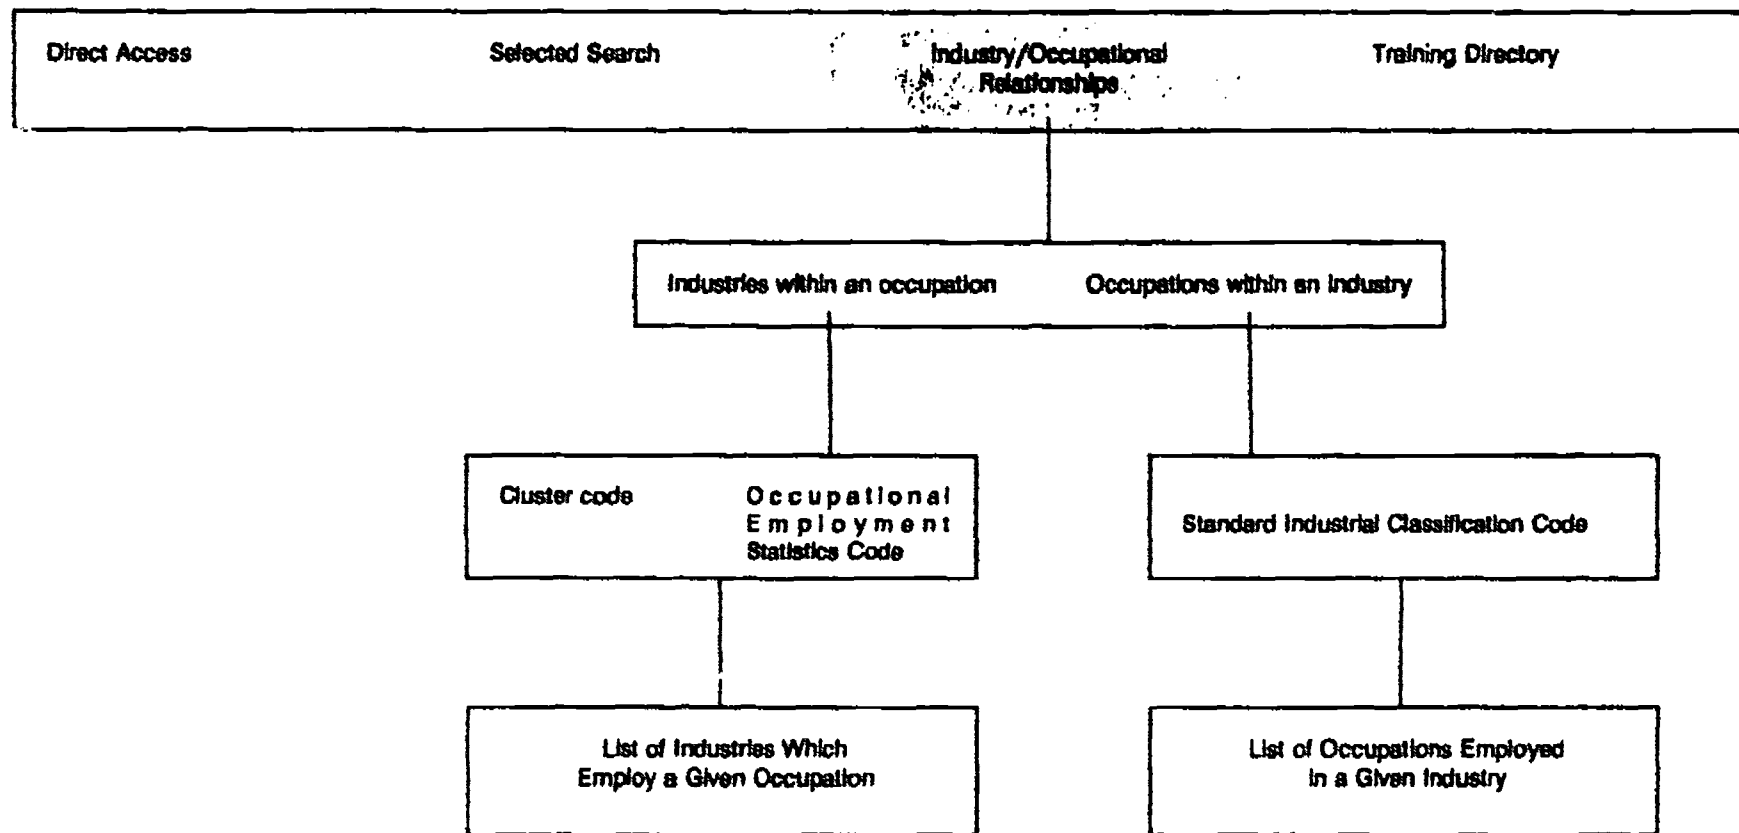 Direct Access
Selected Search
Industry/Occupational
Relationships
Training Directory
Industries within an occupation
Occupations within an industry
Cluster code
Occupational
Employment
Statistics Code
Standard Industrial Classification Code
List of Industries Which
Employ a Given Occupation
List of Occupations Employed
in a Given Industry